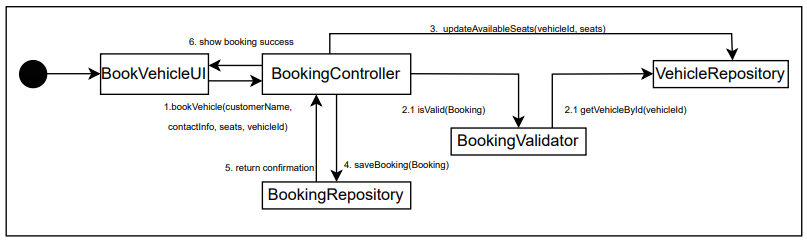 3. updateAvailableSeats(vehicleId, seats)
6. show booking success
BookVehicleUI
BookingController
VehicleRepository
1.bookVehicle(customerName,
contactInfo, seats, vehicleId)
2.1 isValid(Booking)
2.1 getVehicleById(vehicleId)
BookingValidator
5. return confirmation
4. saveBooking(Booking)
BookingRepository